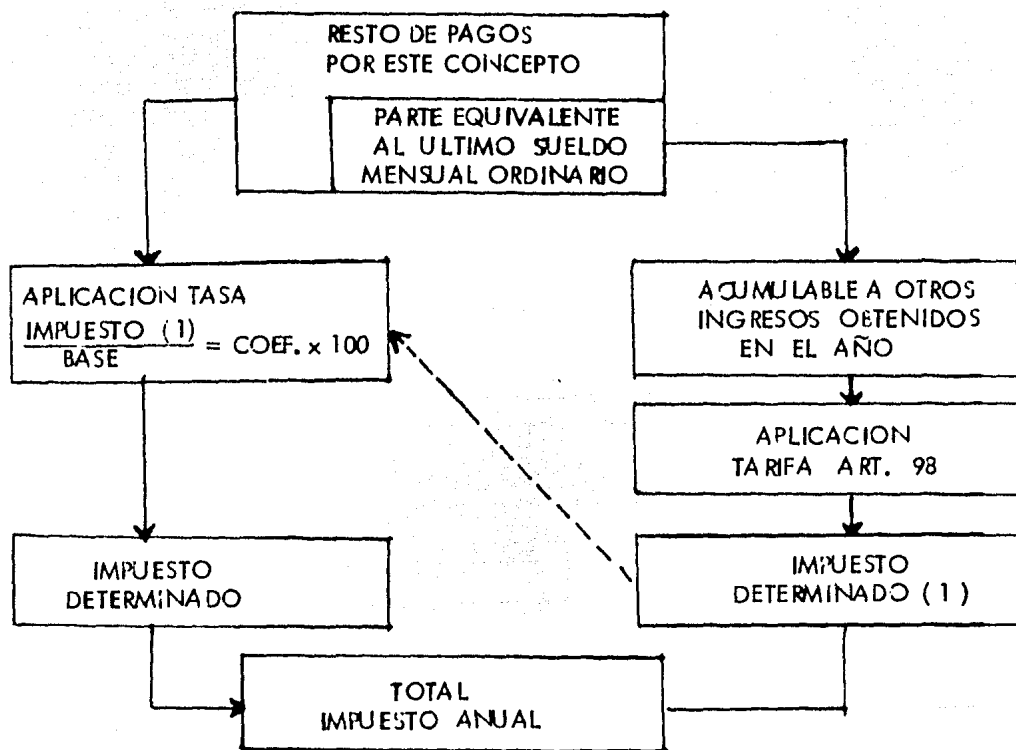 RESTO DE PAGOS
POR ESTE CONCEPTO
PARTE EQUIVALENTE
AL ULTIMO SUELDO
MENSUAL ORDINARIO
APLICACION TASA
IMPUESTO (1)
BASE
= COEF. x 100
ACUMULABLE A OTROS
INGRESOS OBTENIDOS
EN EL AÑO
APLICACION
TARIFA ART. 98
IMPUESTO
DETERMINADO
IMPUESTO
DETERMINADO (1)
TOTAL
IMPUESTO ANUAL